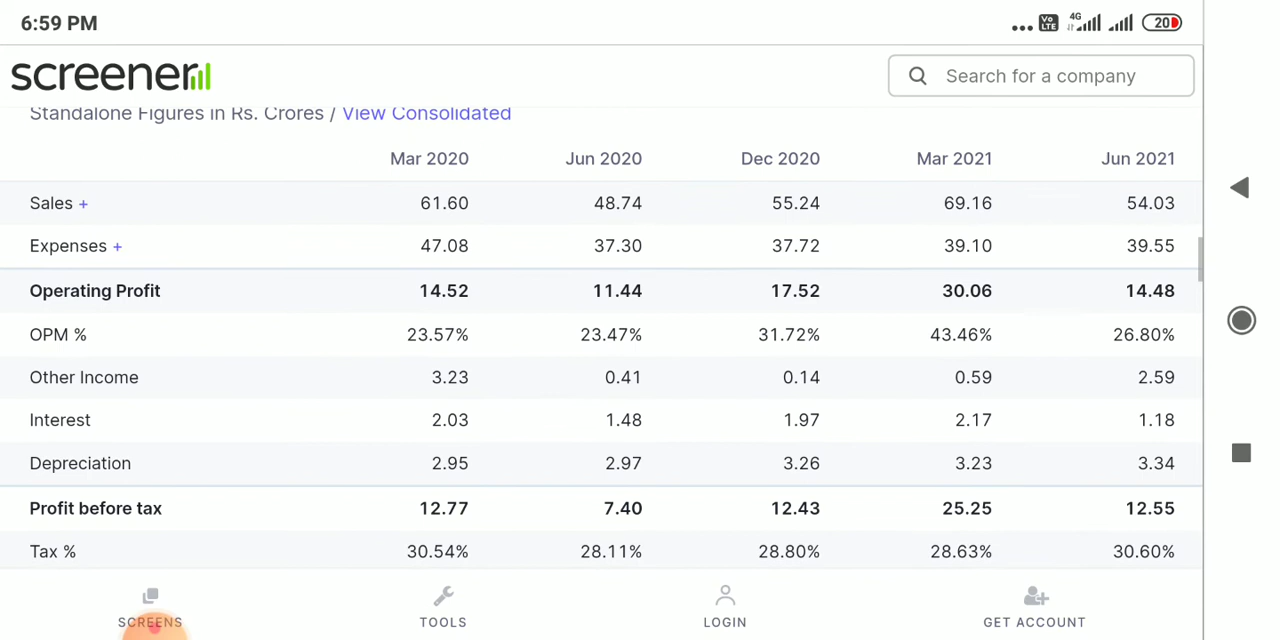 6:59 PM
Vo LTE 4G 20
screener
Search for a company
Standalone Figures in Rs. Crores / View Consolidated
Mar 2020 Jun 2020 Dec 2020 Mar 2021 Jun 2021
Sales + 61.60 48.74 55.24 69.16 54.03
Expenses + 47.08 37.30 37.72 39.10 39.55
Operating Profit 14.52 11.44 17.52 30.06 14.48
OPM % 23.57% 23.47% 31.72% 43.46% 26.80%
Other Income 3.23 0.41 0.14 0.59 2.59
Interest 2.03 1.48 1.97 2.17 1.18
Depreciation 2.95 2.97 3.26 3.23 3.34
Profit before tax 12.77 7.40 12.43 25.25 12.55
Tax % 30.54% 28.11% 28.80% 28.63% 30.60%
SCREENS TOOLS LOGIN GET ACCOUNT